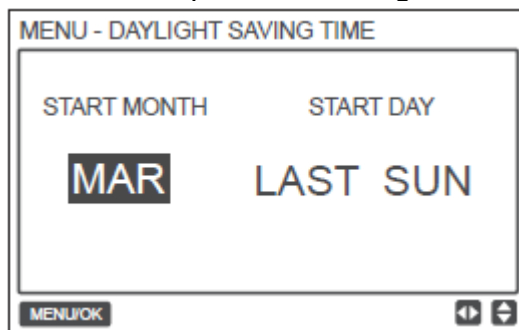 MENU - DAYLIGHT SAVING TIME
START MONTH START DAY
MAR LAST SUN
MENU/OK